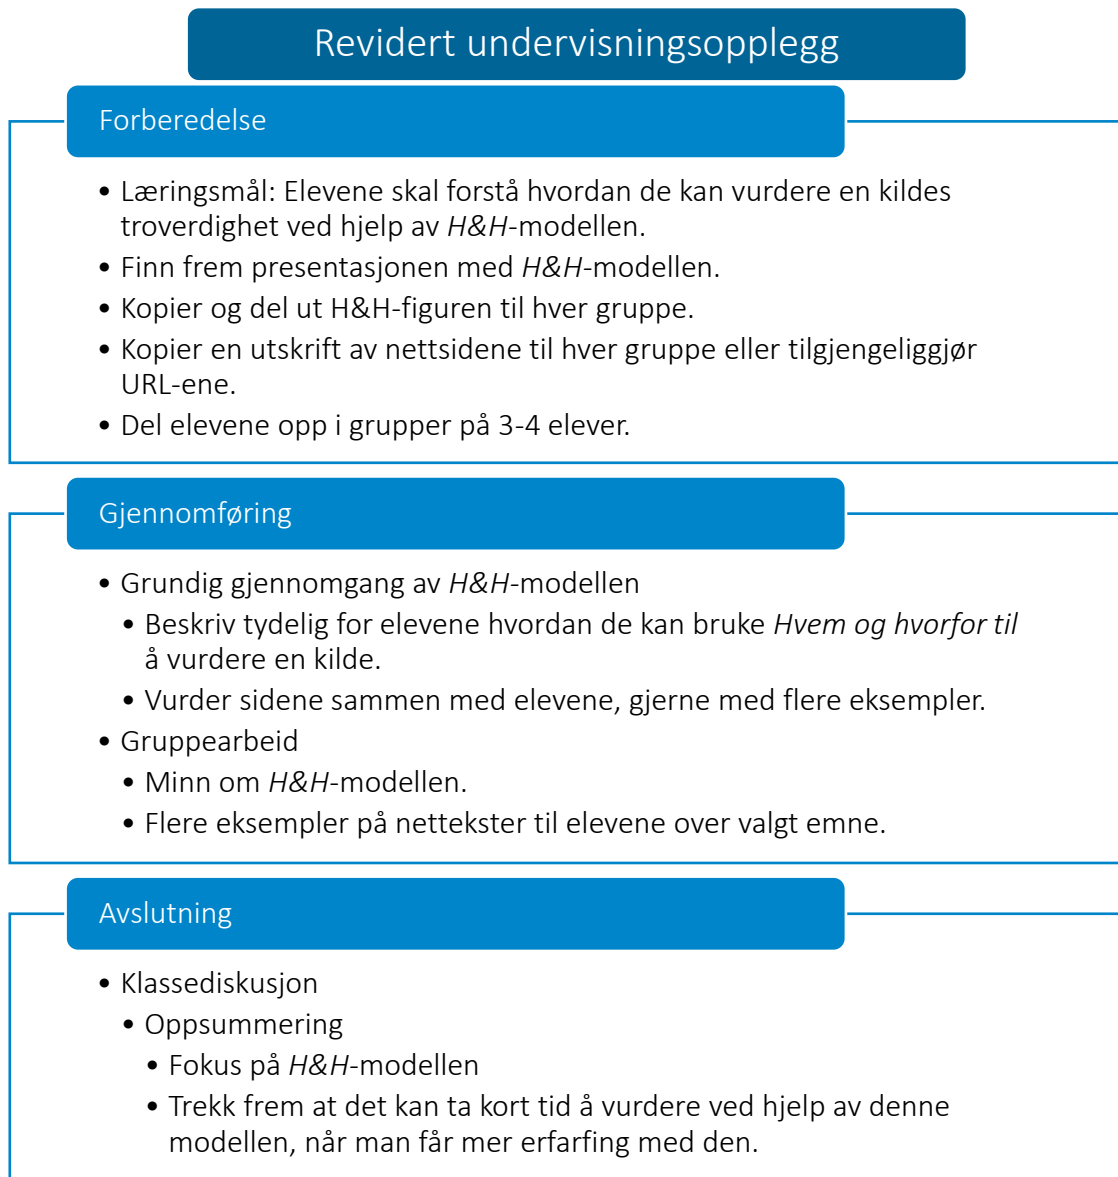 Revidert undervisningsopplegg
Forberedelse
• Læringsmål: Elevene skal forstå hvordan de kan vurdere en kildes
troverdighet ved hjelp av H&H-modellen.
• Finn frem presentasjonen med H&H-modellen.
• Kopier og del ut H&H-figuren til hver gruppe.
• Kopier en utskrift av nettsidene til hver gruppe eller tilgjengeliggjør
URL-ene.
• Del elevene opp i grupper på 3-4 elever.
Gjennomføring
• Grundig gjennomgang av H&H-modellen
• Beskriv tydelig for elevene hvordan de kan bruke Hvem og hvorfor til
å vurdere en kilde.
• Vurder sidene sammen med elevene, gjerne med flere eksempler.
• Gruppearbeid
• Minn om H&H-modellen.
• Flere eksempler på nettekster til elevene over valgt emne.
Avslutning
• Klassediskusjon
• Oppsummering
• Fokus på H&H-modellen
• Trekk frem at det kan ta kort tid å vurdere ved hjelp av denne
modellen, når man får mer erfarfing med den.